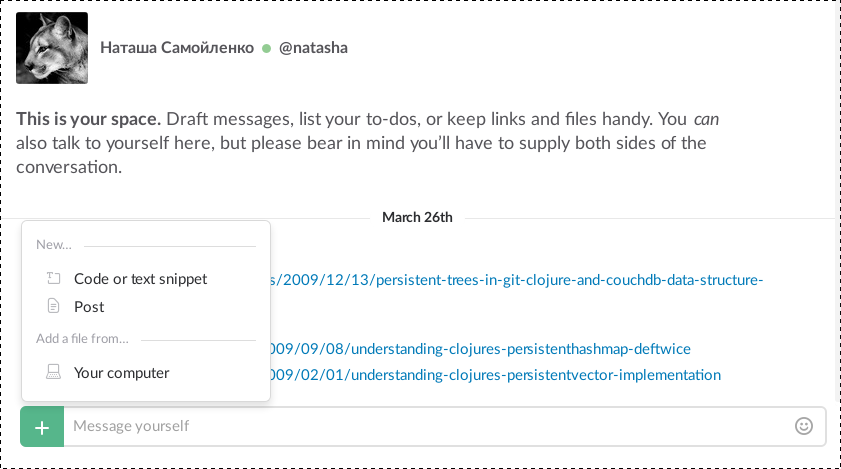 Наташа Самойленко @natasha
This is your space. Draft messages, list your to-dos, or keep links and files handy. You can
also talk to yourself here, but please bear in mind you’ll have to supply both sides of the
conversation.
March 26th
New...
Code or text snippet
s/2009/12/13/persistent-trees-in-git-clojure-and-couchdb-data-structure-
Post
Add a file from...
009/09/08/understanding-clojures-persistenthashmap-deftwice
Your computer
009/02/01/understanding-clojures-persistentvector-implementation
+ Message yourself